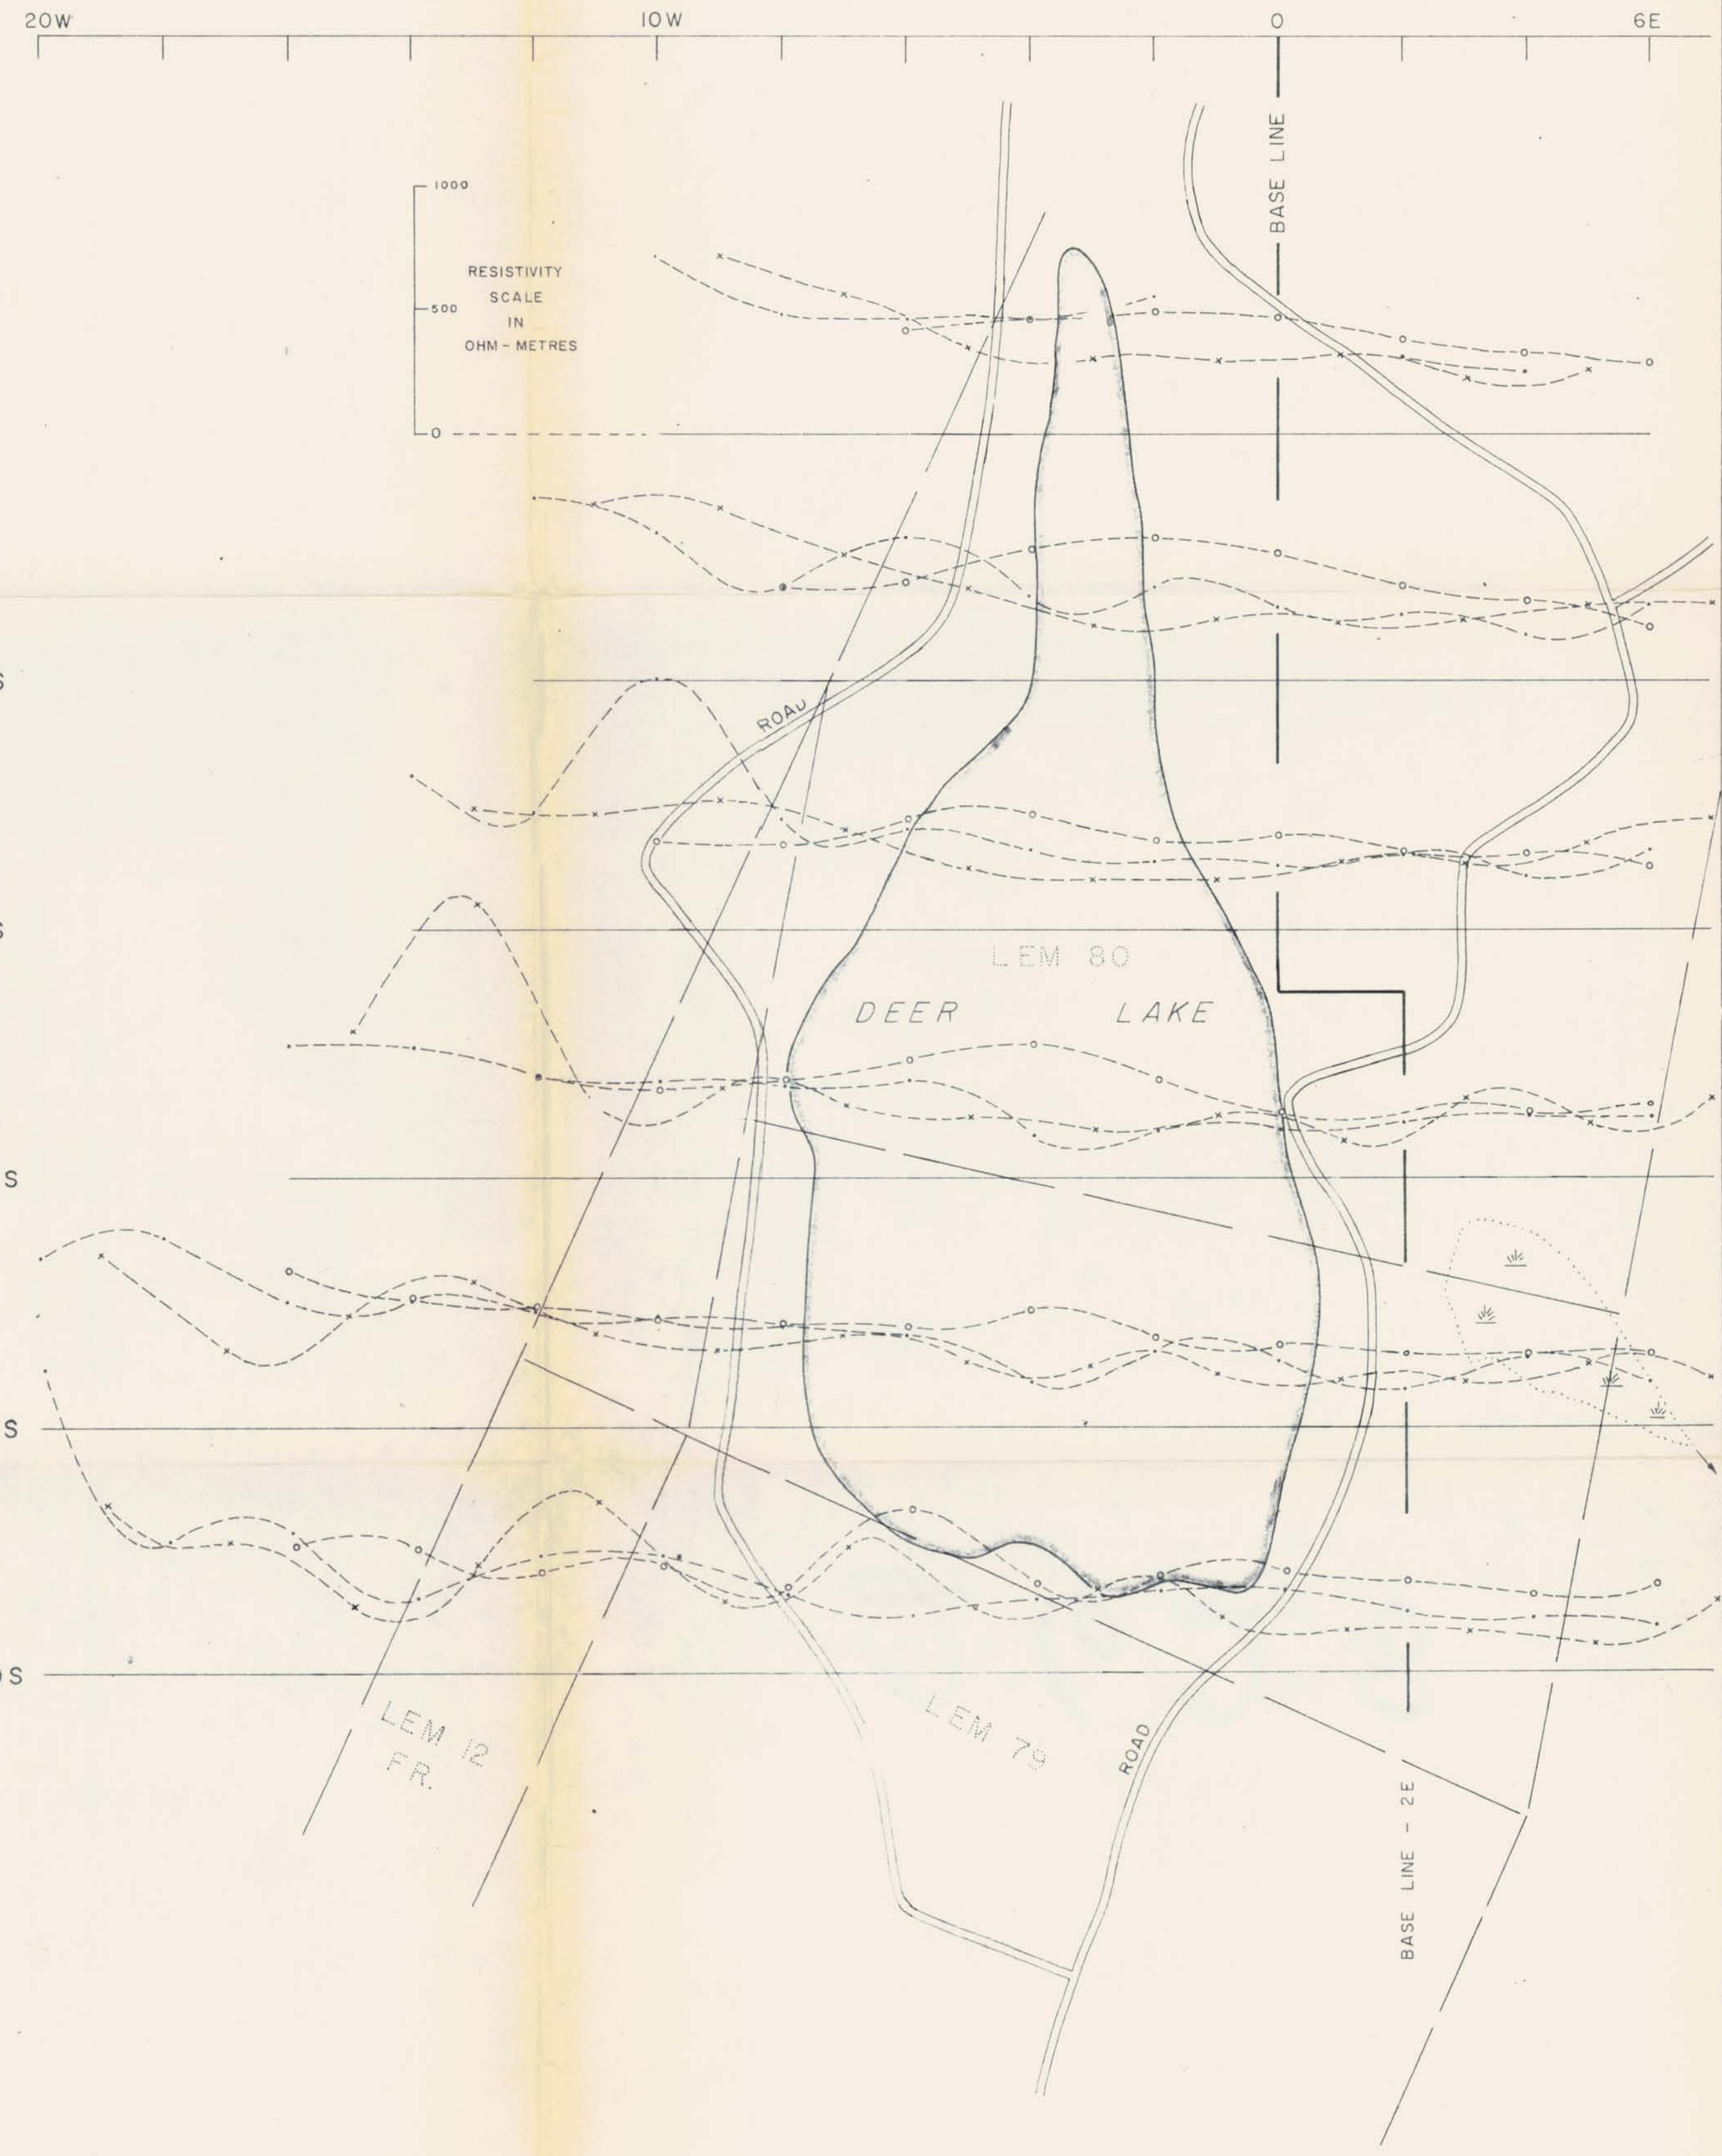 20W 10W 0 6E
BASE LINE
1000
RESISTIVITY
SCALE
500
IN
OHM - METRES
0
S
ROAD
S
LEM 80
DEER LAKE
S
S
S
LEM 12
FR.
LEM 79
ROAD
BASE LINE - 2E